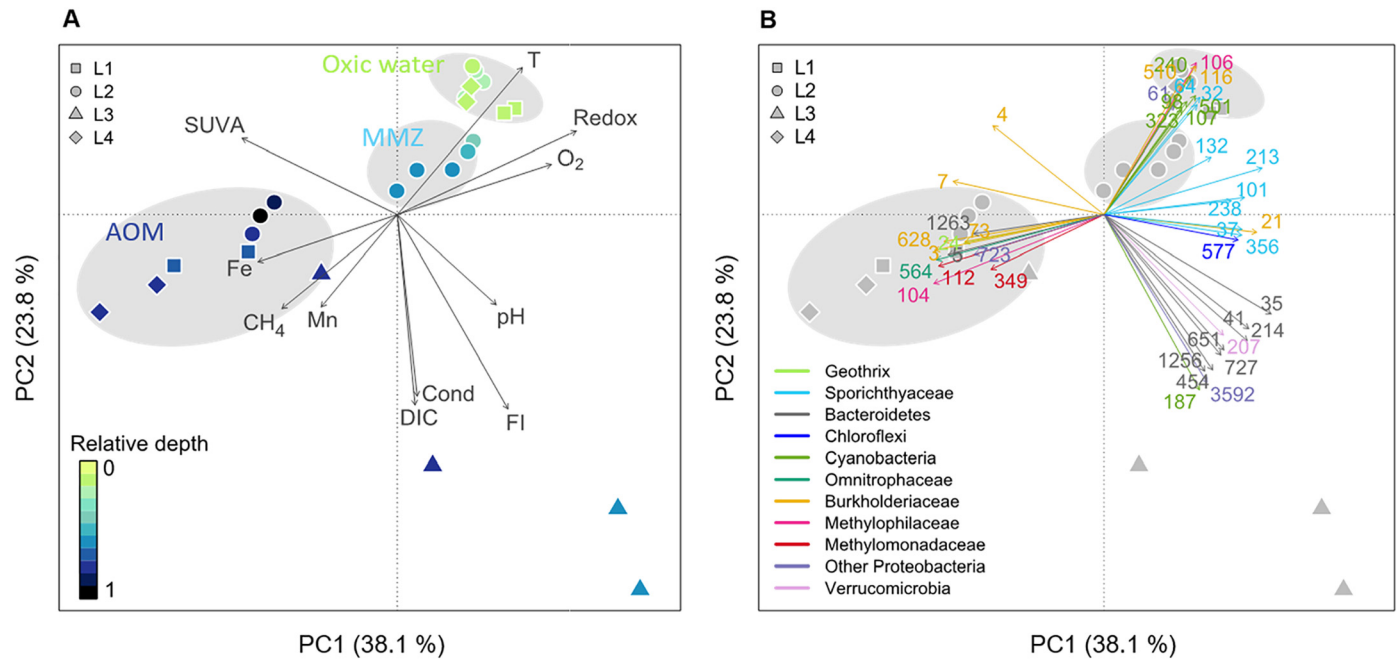 A
L1
L2
L3
L4
Oxic water
T
Redox
SUVA
MMZ
O2
AOM
Fe
CH4
Mn
pH
Cond
DIC
FI
Relative depth
0
1
PC2 (23.8 %)
PC1 (38.1 %)
B
L1
L2
L3
L4
240
106
510
116
64
61
32
98
501
323
107
4
132
213
7
101
238
1263
73
21
628
24
37
356
3
5
723
577
564
112
349
104
35
41
214
651
207
1256
727
454
3592
187
Geothrix
Sporichthyaceae
Bacteroidetes
Chloroflexi
Cyanobacteria
Omnitrophaceae
Burkholderiaceae
Methylophilaceae
Methylomonadaceae
Other Proteobacteria
Verrucomicrobia
PC2 (23.8 %)
PC1 (38.1 %)